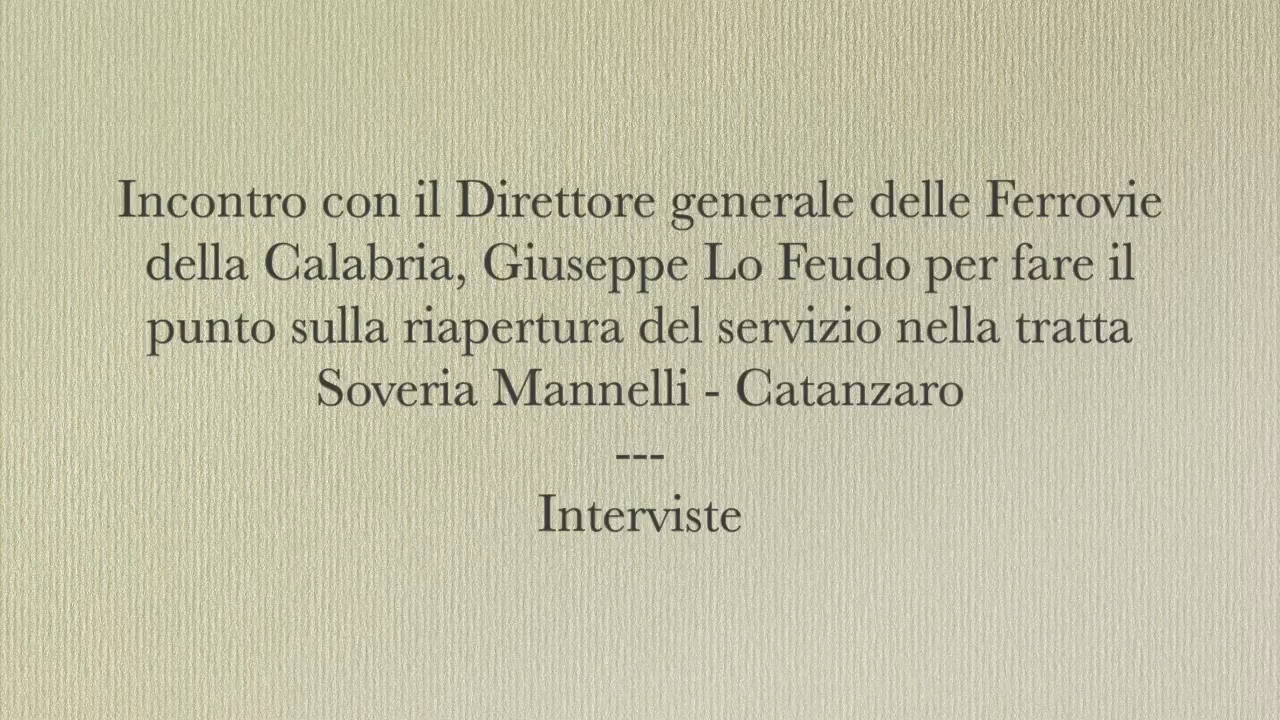 Incontro con il Direttore generale delle Ferrovie
della Calabria, Giuseppe Lo Feudo per fare il
punto sulla riapertura del servizio nella tratta
Soveria Mannelli - Catanzaro
---
Interviste